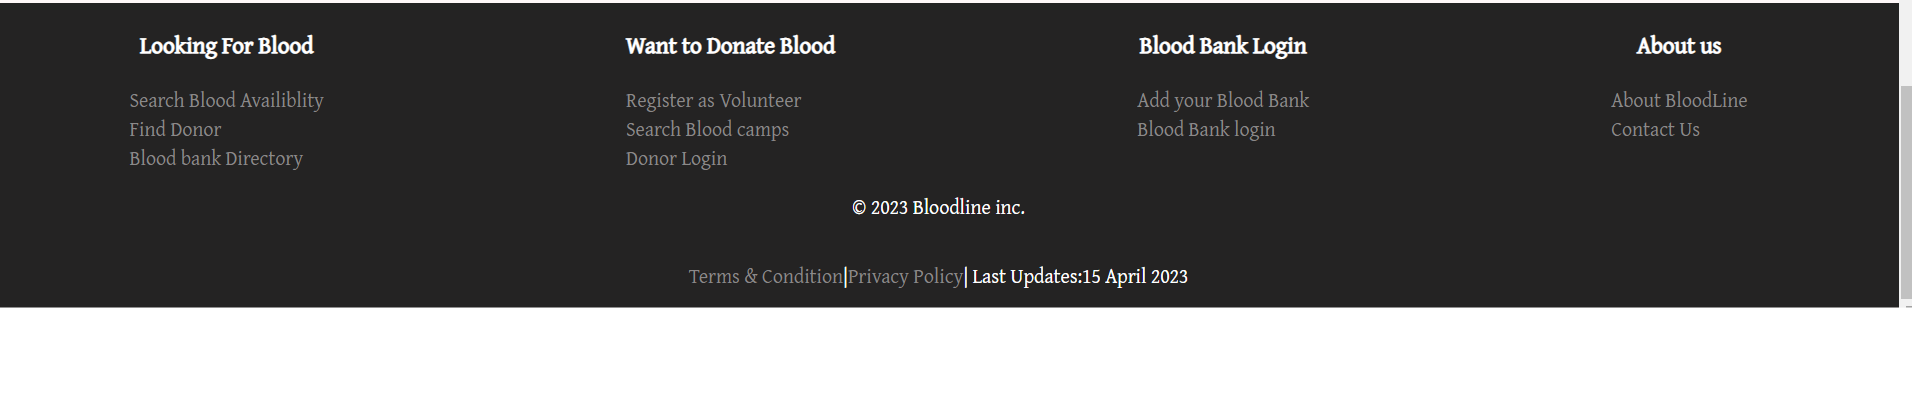 Looking For Blood
Search Blood Availiblity
Find Donor
Blood bank Directory
Want to Donate Blood
Register as Volunteer
Search Blood camps
Donor Login
Blood Bank Login
Add your Blood Bank
Blood Bank login
About us
About BloodLine
Contact Us
© 2023 Bloodline inc.
Terms & Condition|Privacy Policy| Last Updates:15 April 2023